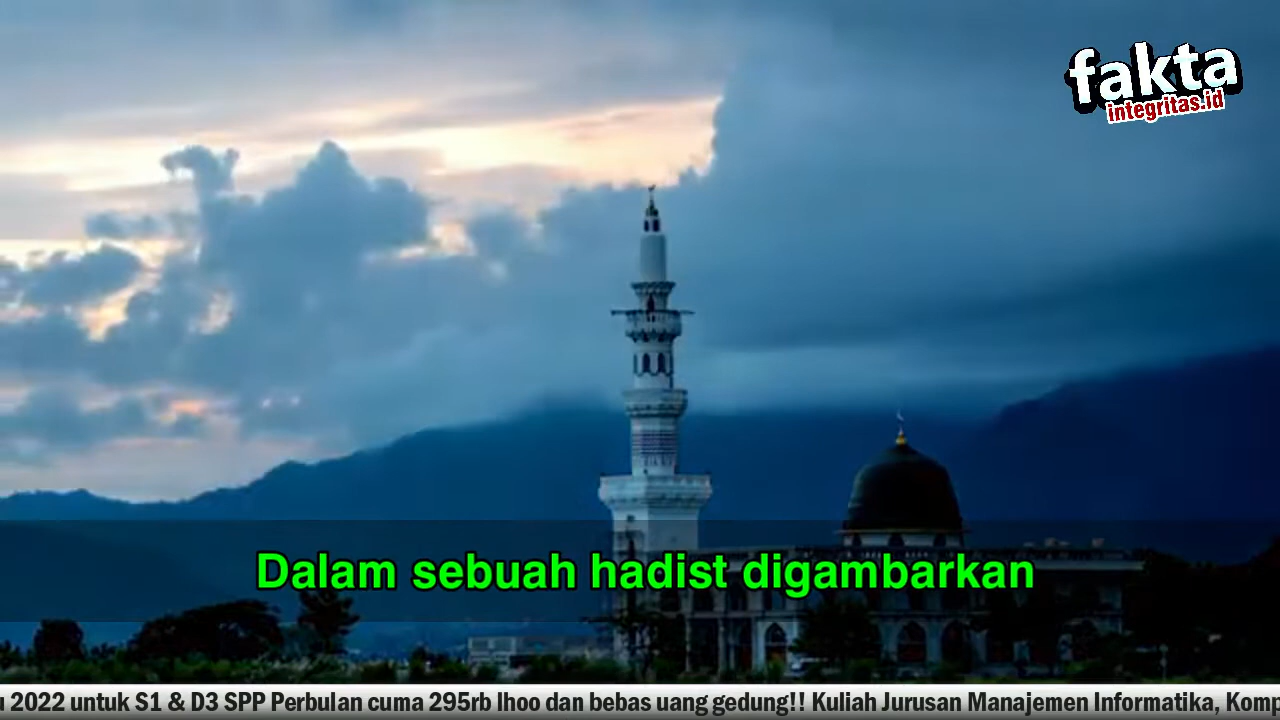 fakta
integritas.id
Dalam sebuah hadist digambarkan
2022 untuk S1 & D3 SPP Perbulan cuma 295rb lhoo dan bebas uang gedung!! Kuliah Jurusan Manajemen Informatika,